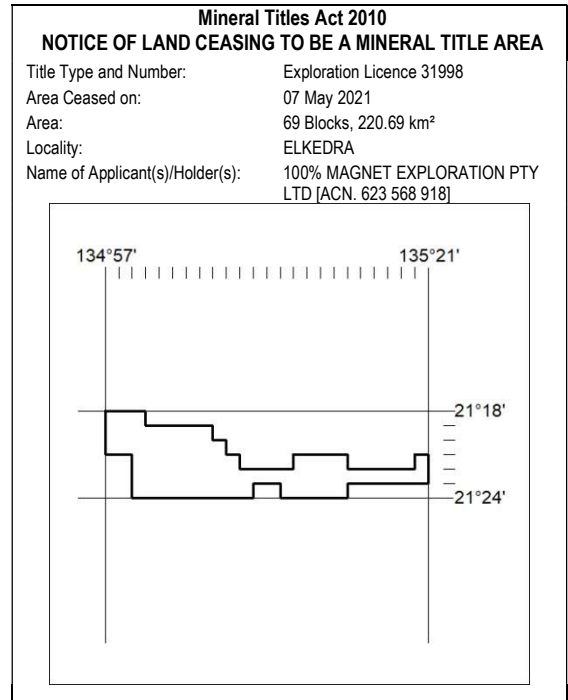 Mineral Titles Act 2010
NOTICE OF LAND CEASING TO BE A MINERAL TITLE AREA
Title Type and Number: Exploration Licence 31998
Area Ceased on: 07 May 2021
Area: 69 Blocks, 220.69 km²
Locality: ELKEDRA
Name of Applicant(s)/Holder(s): 100% MAGNET EXPLORATION PTY
LTD [ACN. 623 568 918]
134°57' 135°21'
21°18'
21°24'